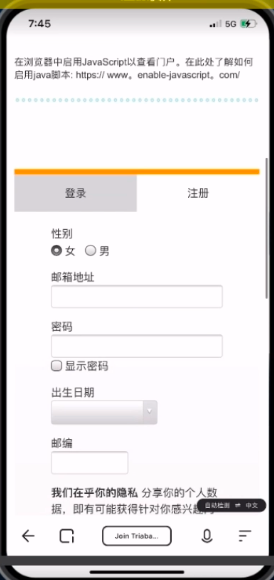 7:45
5G
在浏览器中启用JavaScript以查看门户。在此处了解如何
启用java脚本: https:// www。enable-javascript。com/
登录
注册
性别
女
男
邮箱地址
密码
显示密码
出生日期
邮编
我们在乎你的隐私 分享你的个人数
据，即有可能获得针对你感兴趣
自动检测 ⇌ 中文
Join Triaba...